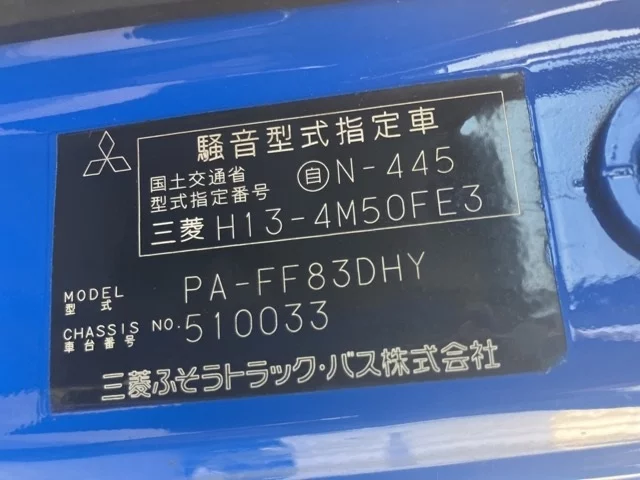 騒音型式指定車
国土交通省
型式指定番号 自N-445
三菱 H13-4M50FE3
MODEL
型式 PA-FF83DHY
CHASSIS NO. 510033
車台番号
三菱ふそうトラック・バス株式会社